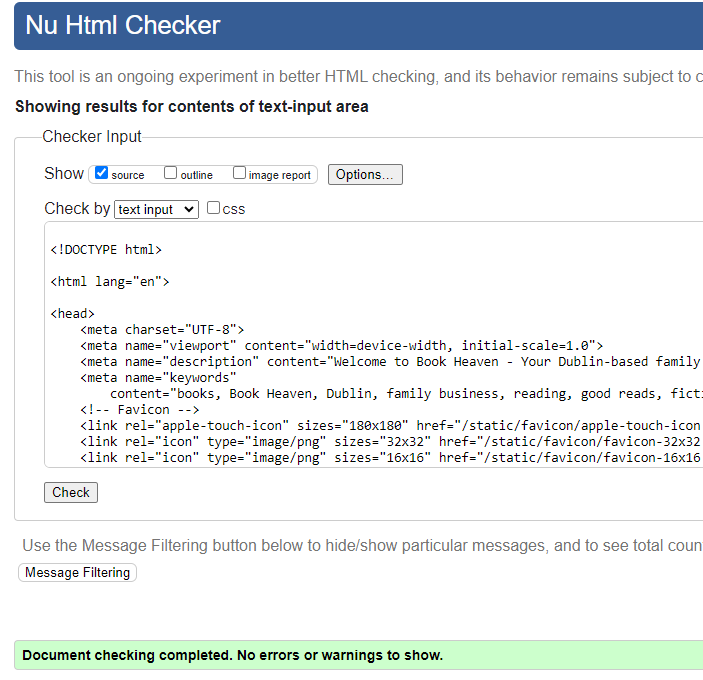 Nu Html Checker
This tool is an ongoing experiment in better HTML checking, and its behavior remains subject to c
Showing results for contents of text-input area
Checker Input
Show source outline image report Options...
Check by text input css
<!DOCTYPE html>
<html lang="en">
<head>
<meta charset="UTF-8">
<meta name="viewport" content="width=device-width, initial-scale=1.0">
<meta name="description" content="Welcome to Book Heaven - Your Dublin-based family
<meta name="keywords"
content="books, Book Heaven, Dublin, family business, reading, good reads, ficti
<!-- Favicon -->
<link rel="apple-touch-icon" sizes="180x180" href="/static/favicon/apple-touch-icon
<link rel="icon" type="image/png" sizes="32x32" href="/static/favicon/favicon-32x32
<link rel="icon" type="image/png" sizes="16x16" href="/static/favicon/favicon-16x16
Check
Use the Message Filtering button below to hide/show particular messages, and to see total coun
Message Filtering
Document checking completed. No errors or warnings to show.